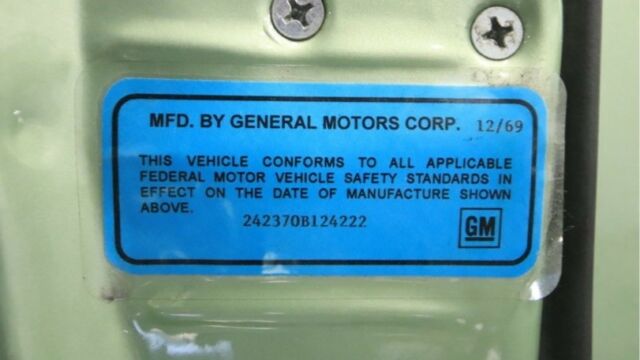 MFD. BY GENERAL MOTORS CORP. 12/69
THIS VEHICLE CONFORMS TO ALL APPLICABLE
FEDERAL MOTOR VEHICLE SAFETY STANDARDS IN
EFFECT ON THE DATE OF MANUFACTURE SHOWN
ABOVE.
242370B124222
GM